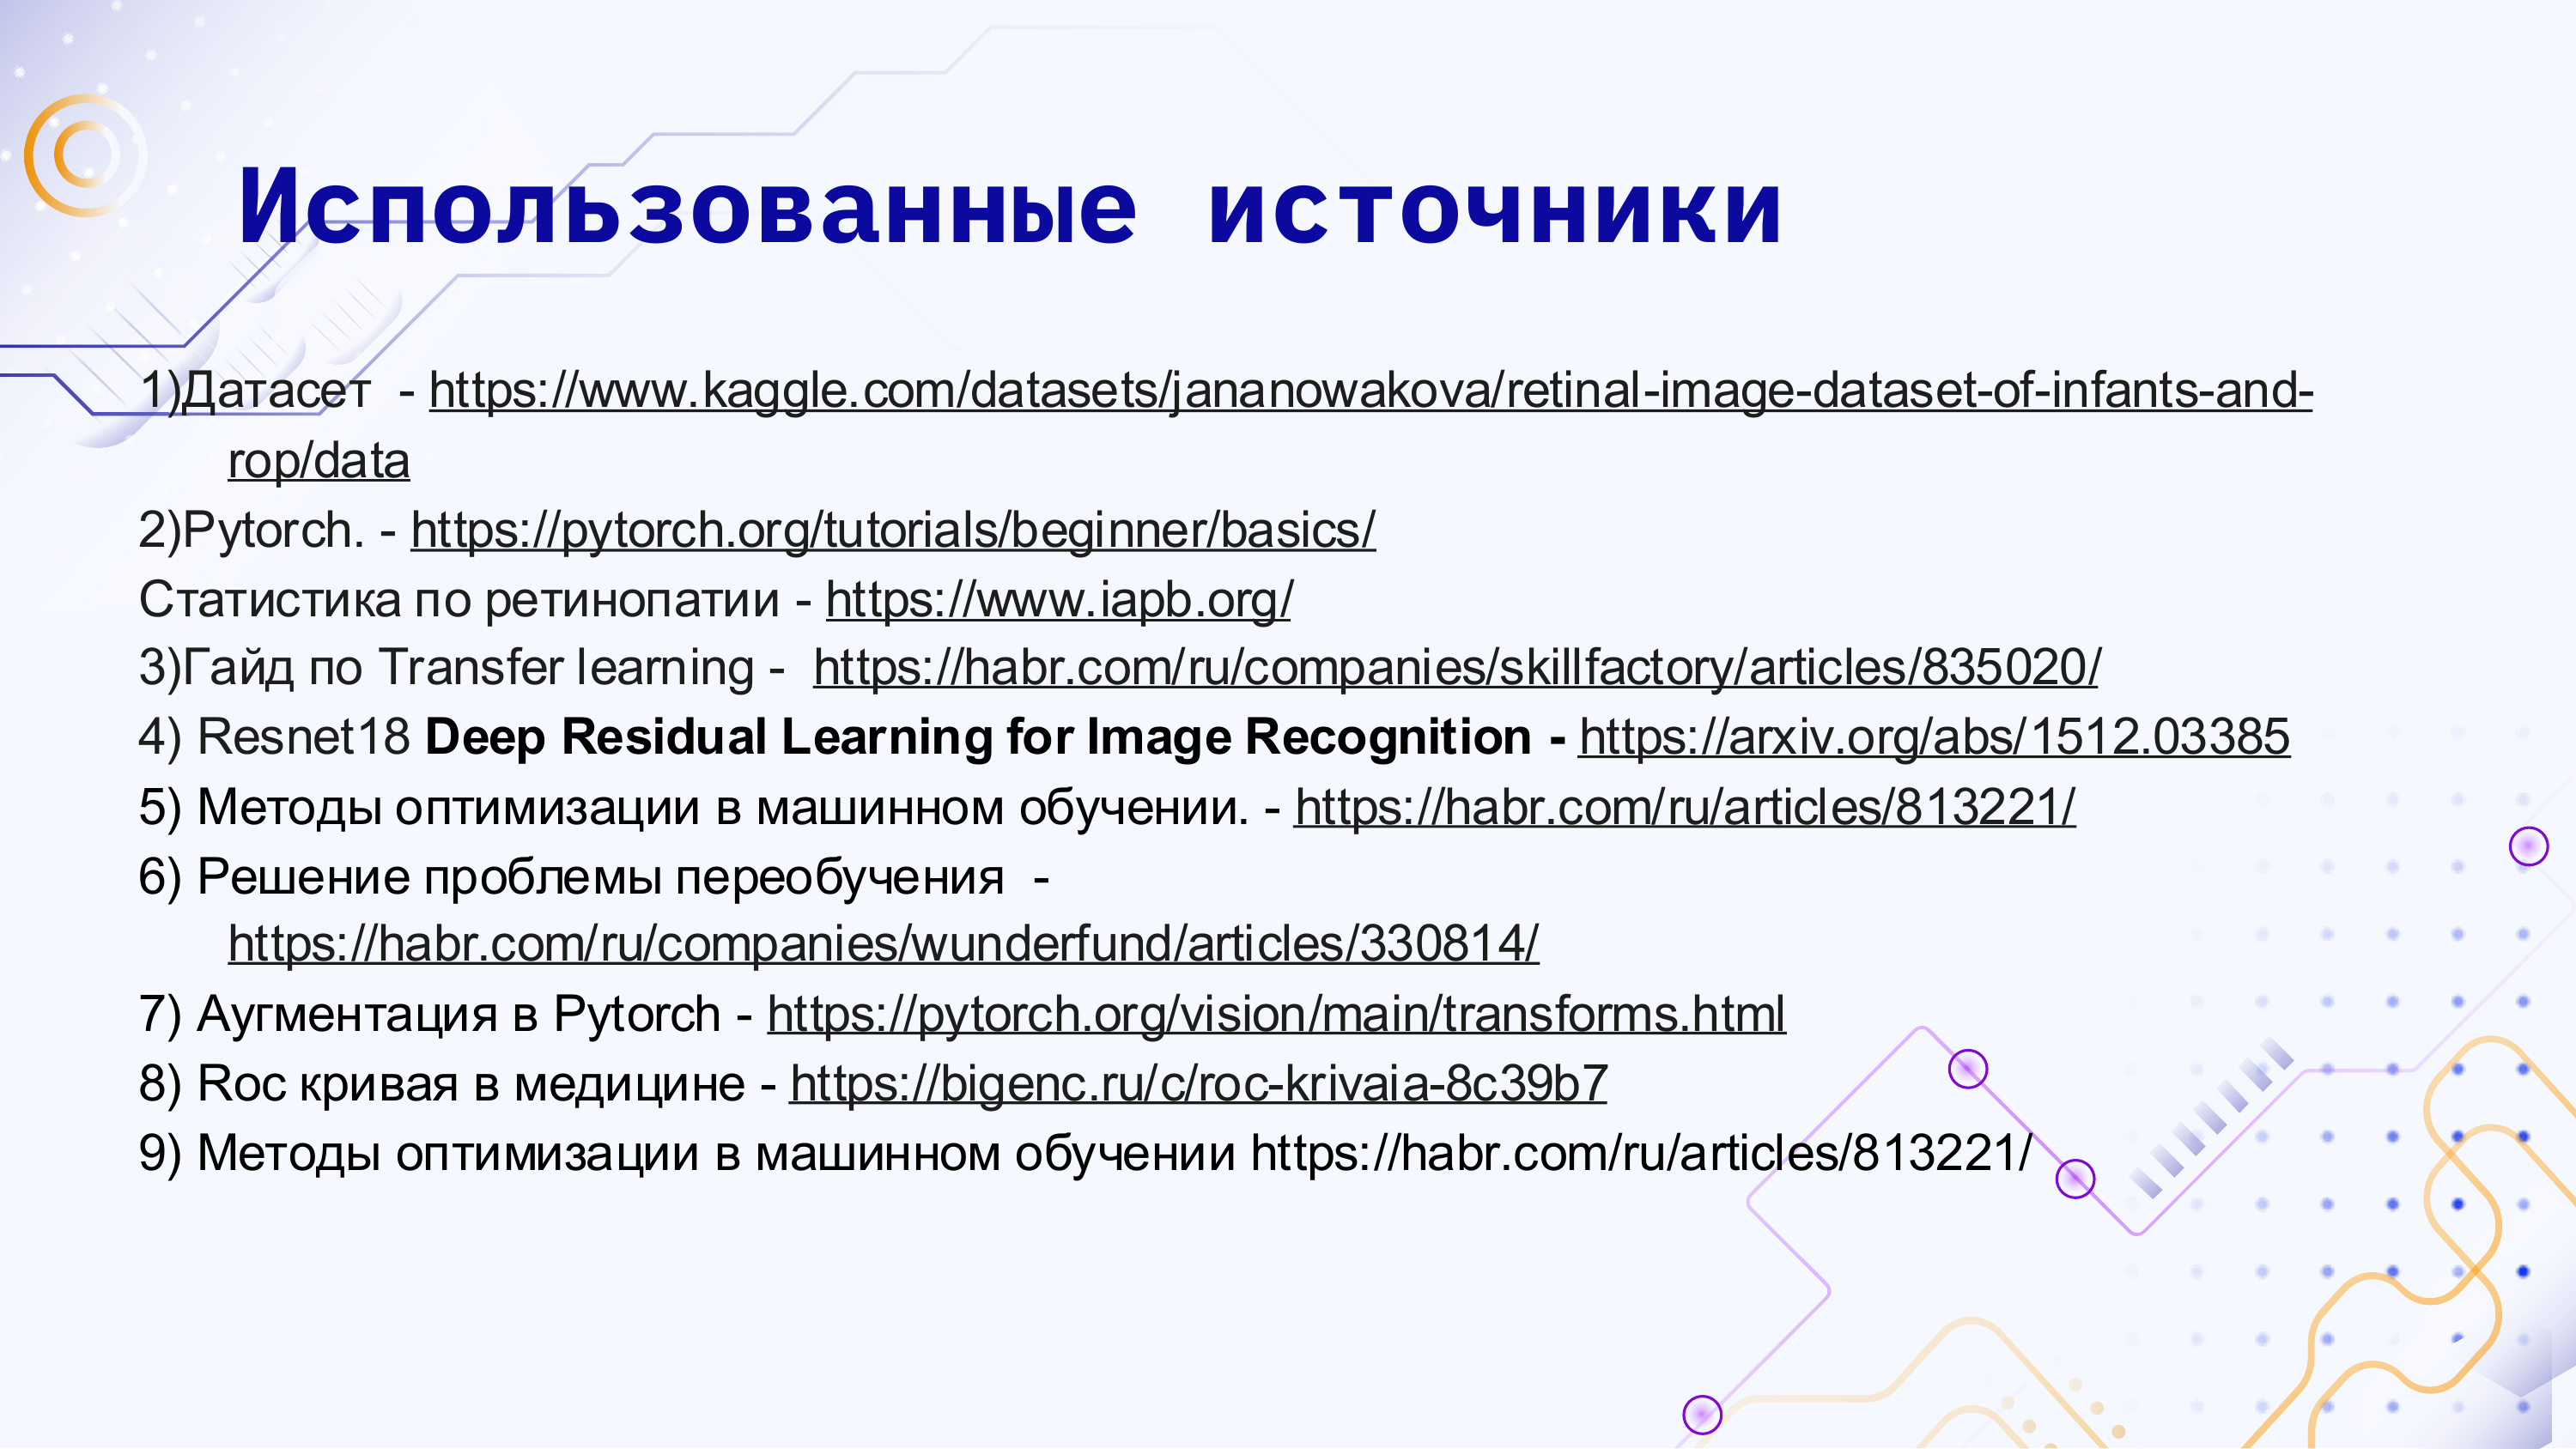 Использованные источники
1)Датасет - https://www.kaggle.com/datasets/jananowakova/retinal-image-dataset-of-infants-and-
rop/data
2)Pytorch. - https://pytorch.org/tutorials/beginner/basics/
Статистика по ретинопатии - https://www.iapb.org/
3)Гайд по Transfer learning - https://habr.com/ru/companies/skillfactory/articles/835020/
4) Resnet18 Deep Residual Learning for Image Recognition - https://arxiv.org/abs/1512.03385
5) Методы оптимизации в машинном обучении. - https://habr.com/ru/articles/813221/
6) Решение проблемы переобучения -
https://habr.com/ru/companies/wunderfund/articles/330814/
7) Аугментация в Pytorch - https://pytorch.org/vision/main/transforms.html
8) Roc кривая в медицине - https://bigenc.ru/c/roc-krivaia-8c39b7
9) Методы оптимизации в машинном обучении https://habr.com/ru/articles/813221/